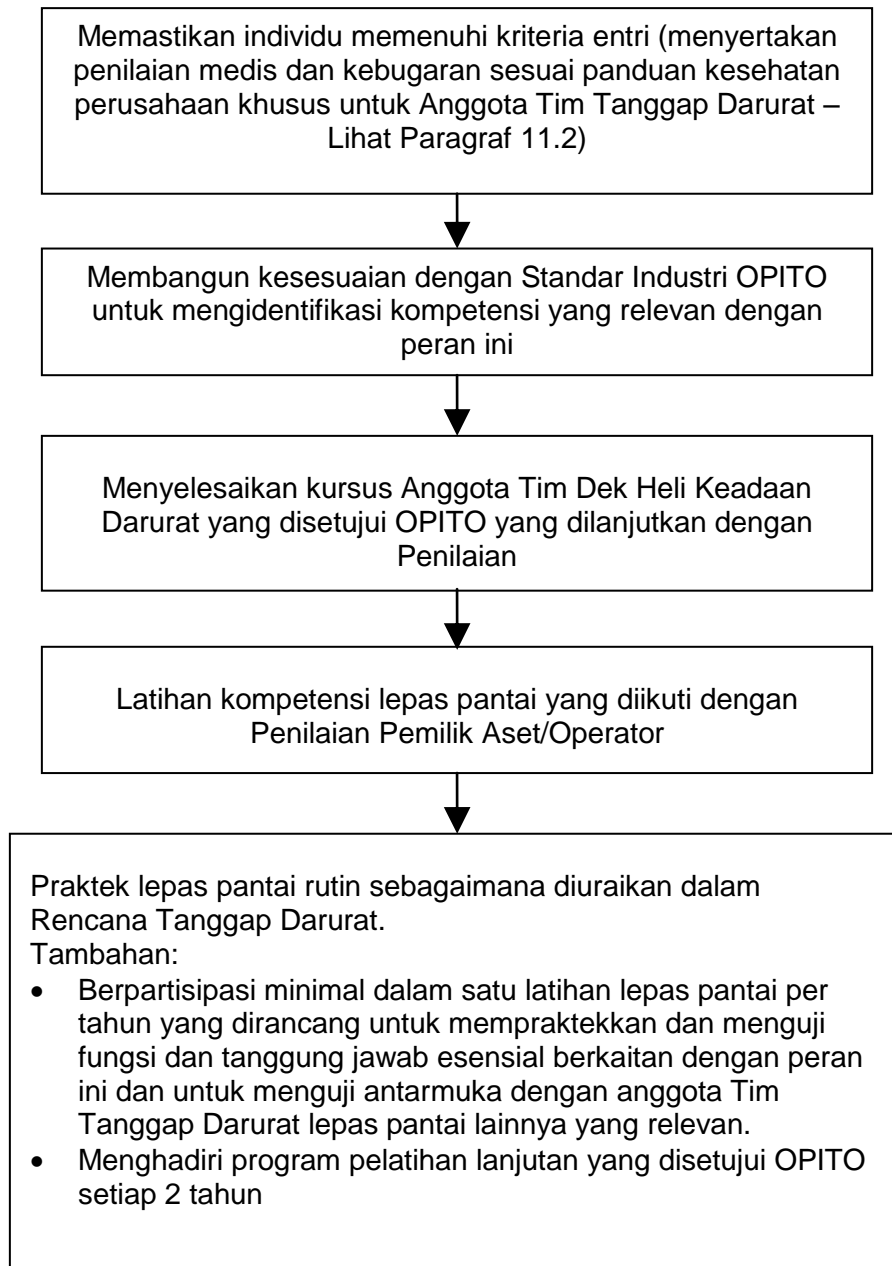 Memastikan individu memenuhi kriteria entri (menyertakan
penilaian medis dan kebugaran sesuai panduan kesehatan
perusahaan khusus untuk Anggota Tim Tanggap Darurat –
Lihat Paragraf 11.2)
Membangun kesesuaian dengan Standar Industri OPITO
untuk mengidentifikasi kompetensi yang relevan dengan
peran ini
Menyelesaikan kursus Anggota Tim Dek Heli Keadaan
Darurat yang disetujui OPITO yang dilanjutkan dengan
Penilaian
Latihan kompetensi lepas pantai yang diikuti dengan
Penilaian Pemilik Aset/Operator
Praktek lepas pantai rutin sebagaimana diuraikan dalam
Rencana Tanggap Darurat.
Tambahan:
• Berpartisipasi minimal dalam satu latihan lepas pantai per
tahun yang dirancang untuk mempraktekkan dan menguji
fungsi dan tanggung jawab esensial berkaitan dengan peran
ini dan untuk menguji antarmuka dengan anggota Tim
Tanggap Darurat lepas pantai lainnya yang relevan.
• Menghadiri program pelatihan lanjutan yang disetujui OPITO
setiap 2 tahun